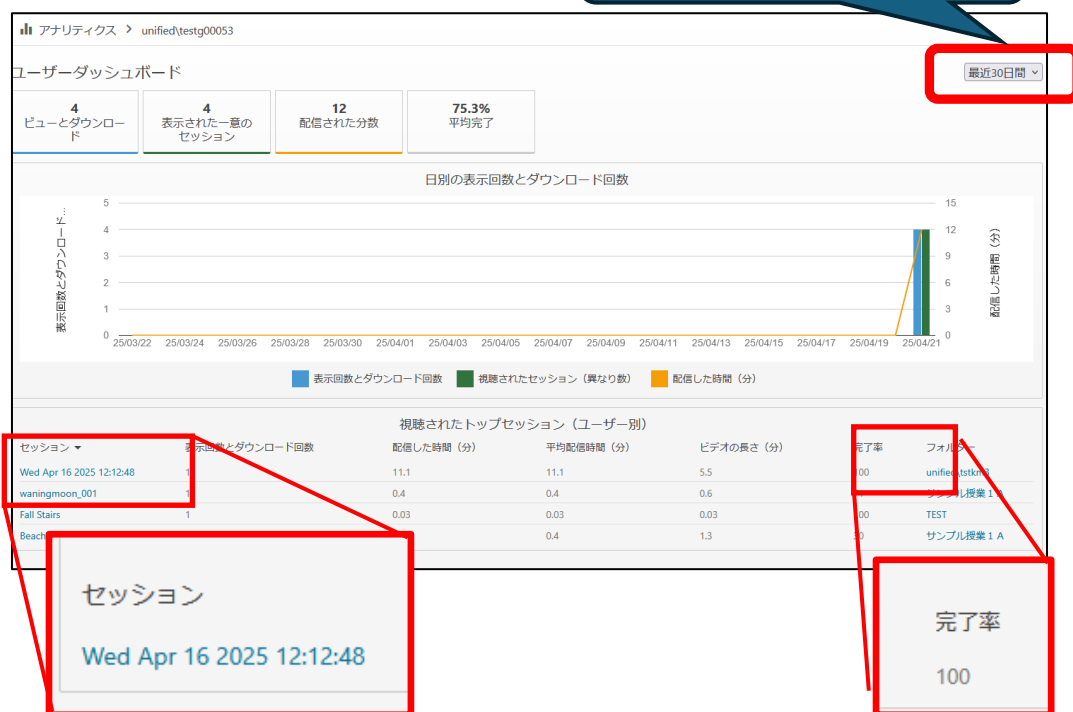 アナリティクス > unified\testg00053
ユーザーダッシュボード
最近30日間
4
ビューとダウンロー
ド
4
表示された一意の
セッション
12
配信された分数
75.3%
平均完了
日別の表示回数とダウンロード回数
表示回数とダウンロード...
5
4
3
2
1
0
15
12
9
6
3
0
配信した時間（分）
25/03/22 25/03/24 25/03/26 25/03/28 25/03/30 25/04/01 25/04/03 25/04/05 25/04/07 25/04/09 25/04/11 25/04/13 25/04/15 25/04/17 25/04/19 25/04/21
表示回数とダウンロード回数 視聴されたセッション（異なり数） 配信した時間（分）
視聴されたトップセッション（ユーザー別）
セッション 表示回数とダウンロード回数 配信した時間（分） 平均配信時間（分） ビデオの長さ（分） 完了率 フォルダー
Wed Apr 16 2025 12:12:48 1 11.1 11.1 5.5 100
waningmoon_001 1 0.4 0.4 0.6 サンプル授業 1 A
Fall Stairs 1 0.03 0.03 0.03 100 TEST
Beach 0.4 1.3 30 サンプル授業 1 A
セッション
Wed Apr 16 2025 12:12:48
完了率
100